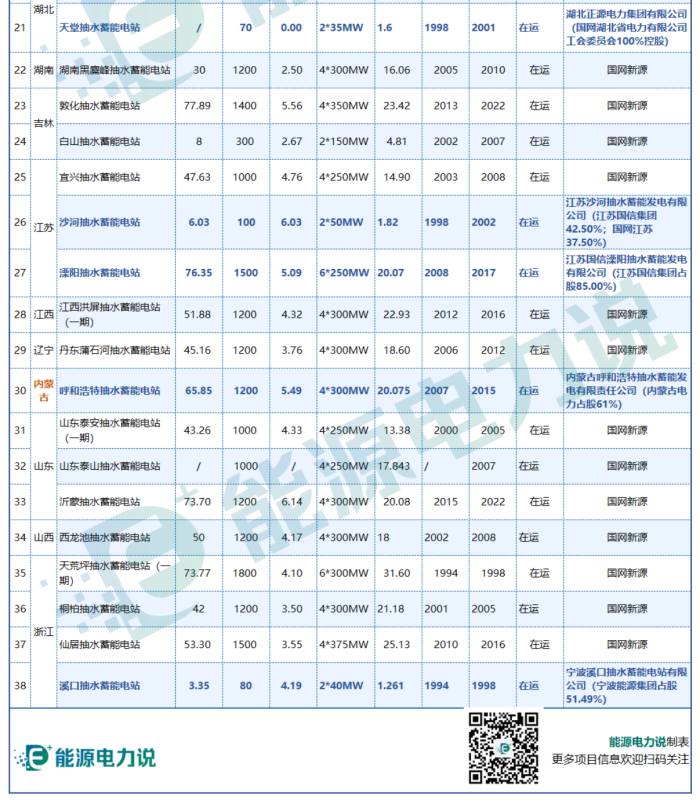 湖北
湖北正源电力集团有限公司
21 天堂抽水蓄能电站 / 70 0.00 2*35MW 1.6 1998 2001 在运 （国网湖北省电力有限公司
工会委员会100%控股）
22 湖南 湖南黑麋峰抽水蓄能电站 30 1200 2.50 4*300MW 16.06 2005 2010 在运 国网新源
23 敦化抽水蓄能电站 77.89 1400 5.56 4*350MW 23.42 2013 2022 在运 国网新源
吉林
24 白山抽水蓄能电站 8 300 2.67 2*150MW 4.81 2002 2007 在运 国网新源
25 宜兴抽水蓄能电站 47.63 1000 4.76 4*250MW 14.90 2003 2008 在运 国网新源
江苏沙河抽水蓄能发电有限
26 江苏 沙河抽水蓄能电站 6.03 100 6.03 2*50MW 1.82 1998 2002 在运 公司（江苏国信集团
42.50%；国网江苏
37.50%）
江苏国信溧阳抽水蓄能发电
27 溧阳抽水蓄能电站 76.35 1500 5.09 6*250MW 20.07 2008 2017 在运 有限公司（江苏国信集团占
股85.00%）
28 江西 江西洪屏抽水蓄能电站 51.88 1200 4.32 4*300MW 22.93 2012 2016 在运 国网新源
（一期）
29 辽宁 丹东蒲石河抽水蓄能电站 45.16 1200 3.76 4*300MW 18.60 2006 2012 在运 国网新源
内蒙 内蒙古呼和浩特抽水蓄能发
30 呼和浩特抽水蓄能电站 65.85 1200 5.49 4*300MW 20.075 2007 2015 在运 电有限责任公司（内蒙古电
古 力占股61%）
31 山东泰安抽水蓄能电站 43.26 1000 4.33 4*250MW 13.38 2000 2005 在运 国网新源
（一期）
32 山东 山东泰山抽水蓄能电站 / 1000 / 4*250MW 17.843 / 2007 在运 国网新源
33 沂蒙抽水蓄能电站 73.70 1200 6.14 4*300MW 20.08 2015 2022 在运 国网新源
34 山西 西龙池抽水蓄能电站 50 1200 4.17 4*300MW 18 2002 2008 在运 国网新源
35 天荒坪抽水蓄能电站（一 73.77 1800 4.10 6*300MW 31.60 1994 1998 在运 国网新源
期）
36 桐柏抽水蓄能电站 42 1200 3.50 4*300MW 21.18 2001 2005 在运 国网新源
浙江
37 仙居抽水蓄能电站 53.30 1500 3.55 4*375MW 25.13 2010 2016 在运 国网新源
宁波溪口抽水蓄能电站有限
38 溪口抽水蓄能电站 3.35 80 4.19 2*40MW 1.261 1994 1998 在运 公司（宁波能源集团占股
51.49%）
能源电力说
能源电力说
能源电力说制表
更多项目信息欢迎扫码关注